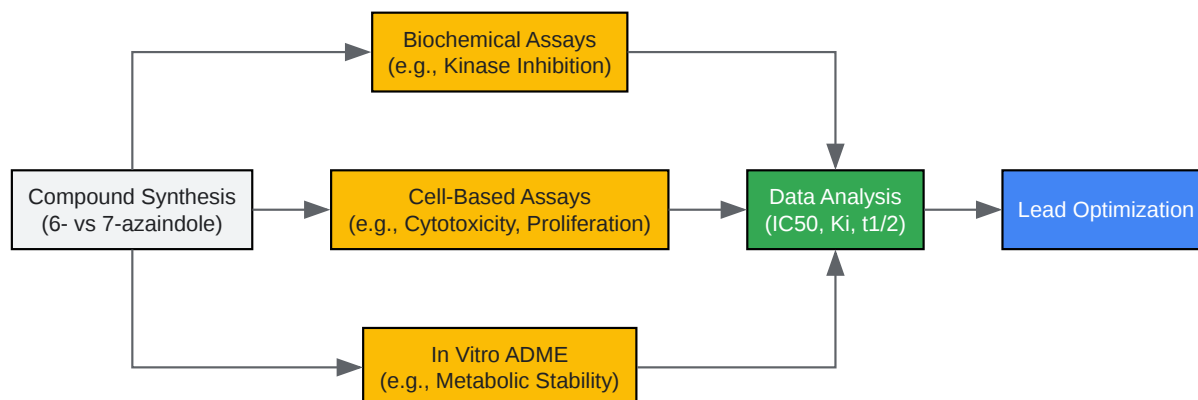 Biochemical Assays
(e.g., Kinase Inhibition)
Compound Synthesis
(6- vs 7-azaindole)
Cell-Based Assays
(e.g., Cytotoxicity, Proliferation)
Data Analysis
(IC50, Ki, t1/2)
Lead Optimization
In Vitro ADME
(e.g., Metabolic Stability)